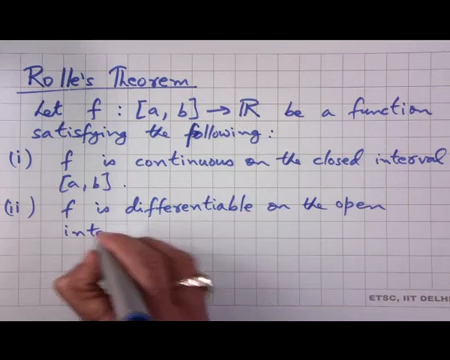 Rolle's Theorem
Let f : [a, b] → ℝ be a function
satisfying the following :
(i) f is continuous on the closed interval
[a, b] .
(ii) f is differentiable on the open
int
ETSC, IIT DELHI